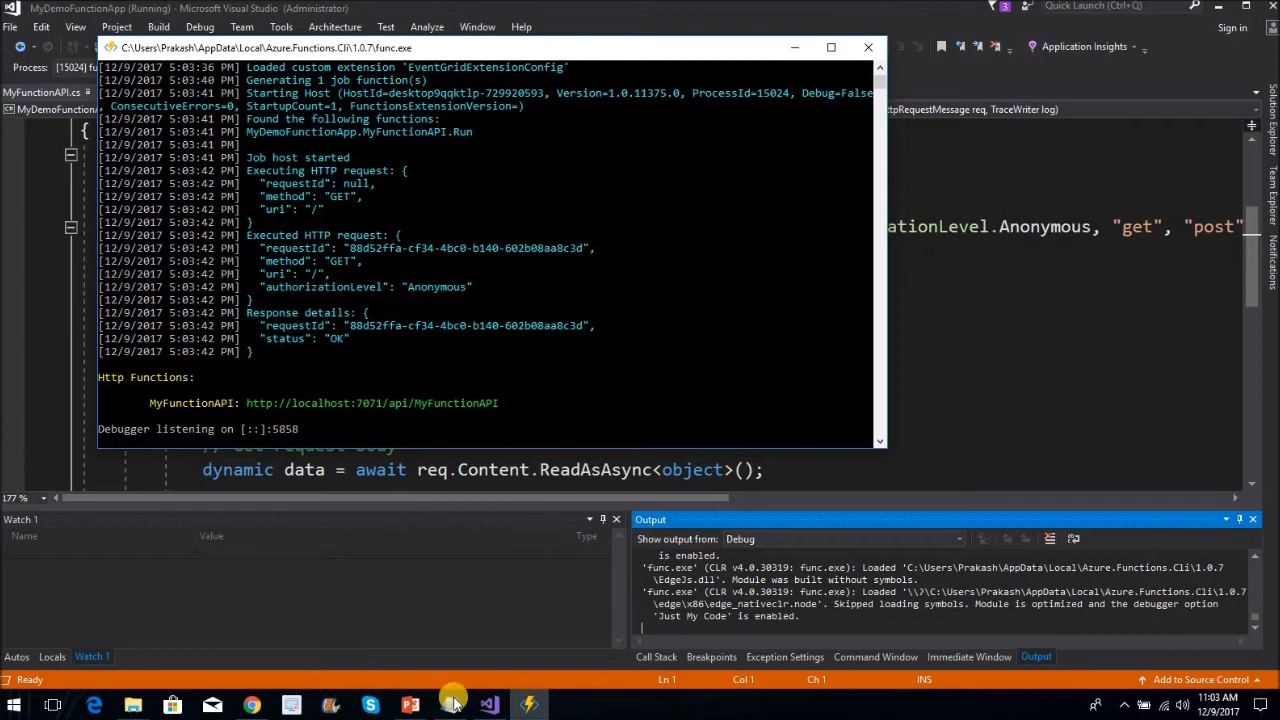 MyDemoFunctionApp (Running) - Microsoft Visual Studio (Administrator)
3
Quick Launch (Ctrl+Q)
File Edit View Project Build Debug Team Tools Test Analyze Window Help
Sign in
C:\Users\Prakash\AppData\Local\Azure.Functions.Cli\1.0.7\func.exe
Application Insights
Process: [15024] fu
MyFunctionAPI.cs
MyDemoFunction
ttpRequestMessage req, TraceWriter log)
[12/9/2017 5:03:36 PM] Loaded custom extension 'EventGridExtensionConfig'
[12/9/2017 5:03:40 PM] Generating 1 job function(s)
[12/9/2017 5:03:41 PM] Starting Host (HostId=desktop9qqktlp-729920593, Version=1.0.11375.0, ProcessId=15024, Debug=False
, ConsecutiveErrors=0, StartupCount=1, FunctionsExtensionVersion=)
[12/9/2017 5:03:41 PM] Found the following functions:
[12/9/2017 5:03:41 PM] MyDemoFunctionApp.MyFunctionAPI.Run
[12/9/2017 5:03:41 PM]
[12/9/2017 5:03:41 PM] Job host started
[12/9/2017 5:03:42 PM] Executing HTTP request: {
[12/9/2017 5:03:42 PM] "requestId": null,
[12/9/2017 5:03:42 PM] "method": "GET",
[12/9/2017 5:03:42 PM] "uri": "/"
[12/9/2017 5:03:42 PM] }
[12/9/2017 5:03:42 PM] Executed HTTP request: {
[12/9/2017 5:03:42 PM] "requestId": "88d52ffa-cf34-4bc0-b140-602b08aa8c3d",
[12/9/2017 5:03:42 PM] "method": "GET",
[12/9/2017 5:03:42 PM] "uri": "/",
[12/9/2017 5:03:42 PM] "authorizationLevel": "Anonymous"
[12/9/2017 5:03:42 PM] }
[12/9/2017 5:03:42 PM] Response details: {
[12/9/2017 5:03:42 PM] "requestId": "88d52ffa-cf34-4bc0-b140-602b08aa8c3d",
[12/9/2017 5:03:42 PM] "status": "OK"
[12/9/2017 5:03:42 PM] }
Http Functions:
MyFunctionAPI: http://localhost:7071/api/MyFunctionAPI
Debugger listening on [::]:5858
{
ationLevel.Anonymous, "get", "post"
Solution Explorer
Team Explorer
Notifications
// Get request body
dynamic data = await req.Content.ReadAsAsync<object>();
177 %
Watch 1
Name Value Type
Output
Show output from: Debug
is enabled.
'func.exe' (CLR v4.0.30319: func.exe): Loaded 'C:\Users\Prakash\AppData\Local\Azure.Functions.Cli\1.0.7
\EdgeJs.dll'. Module was built without symbols.
'func.exe' (CLR v4.0.30319: func.exe): Loaded '\\?\C:\Users\Prakash\AppData\Local\Azure.Functions.Cli\1.0.7
\edge\x86\edge_nativeclr.node'. Skipped loading symbols. Module is optimized and the debugger option
'Just My Code' is enabled.
Autos Locals Watch 1
Call Stack Breakpoints Exception Settings Command Window Immediate Window Output
Ready
Ln 1 Col 1 Ch 1 INS
Add to Source Control
11:03 AM
12/9/2017